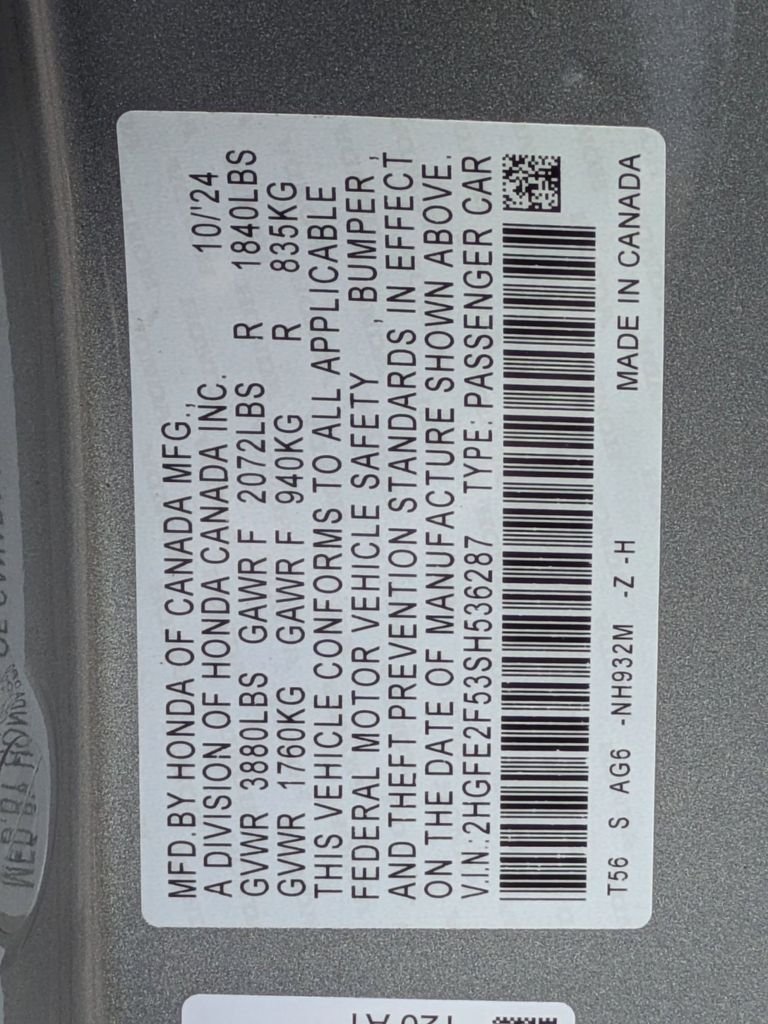 MFD.BY HONDA OF CANADA MFG.,
A DIVISION OF HONDA CANADA INC. 10/'24
GVWR 3880LBS GAWR F 2072LBS R 1840LBS
GVWR 1760KG GAWR F 940KG R 835KG
THIS VEHICLE CONFORMS TO ALL APPLICABLE
FEDERAL MOTOR VEHICLE SAFETY , BUMPER ,
AND THEFT PREVENTION STANDARDS IN EFFECT
ON THE DATE OF MANUFACTURE SHOWN ABOVE.
V.I.N.:2HGFE2F53SH536287 TYPE: PASSENGER CAR
T56 S AG6 -NH932M -Z -H MADE IN CANADA